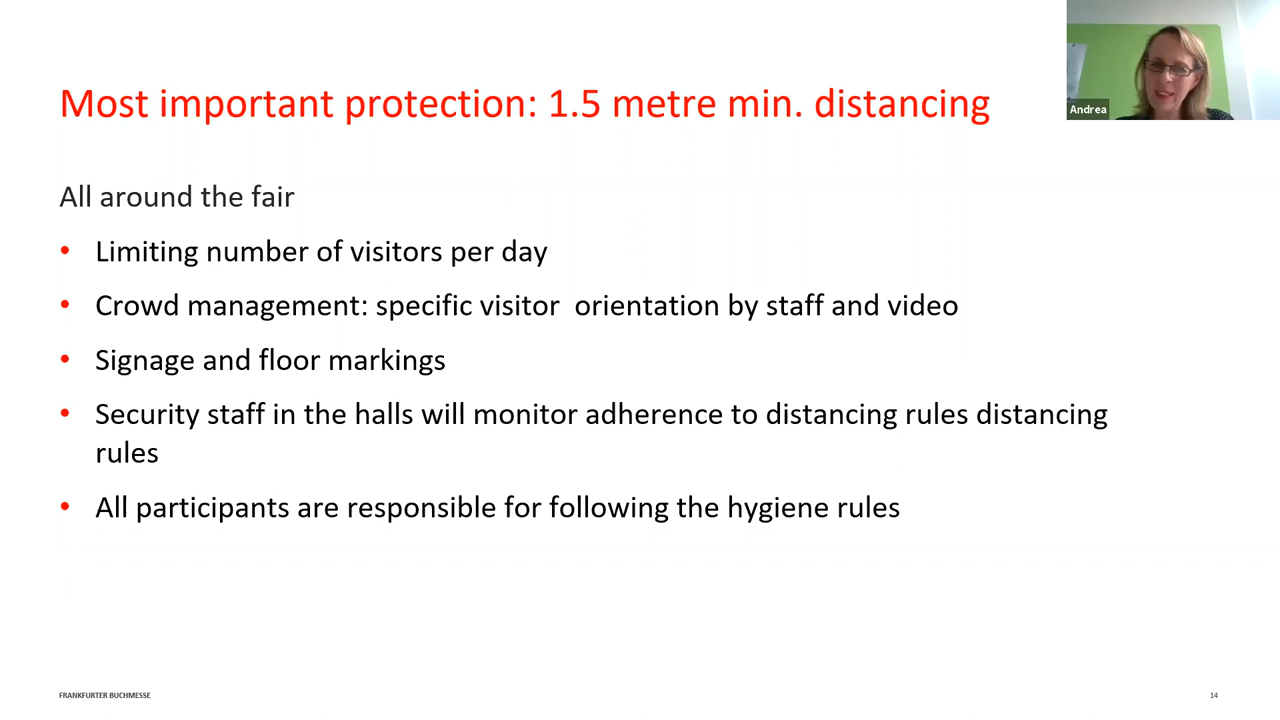 Most important protection: 1.5 metre min. distancing
Andrea
All around the fair
• Limiting number of visitors per day
• Crowd management: specific visitor  orientation by staff and video
• Signage and floor markings
• Security staff in the halls will monitor adherence to distancing rules distancing
rules
• All participants are responsible for following the hygiene rules
FRANKFURTER BUCHMESSE
14